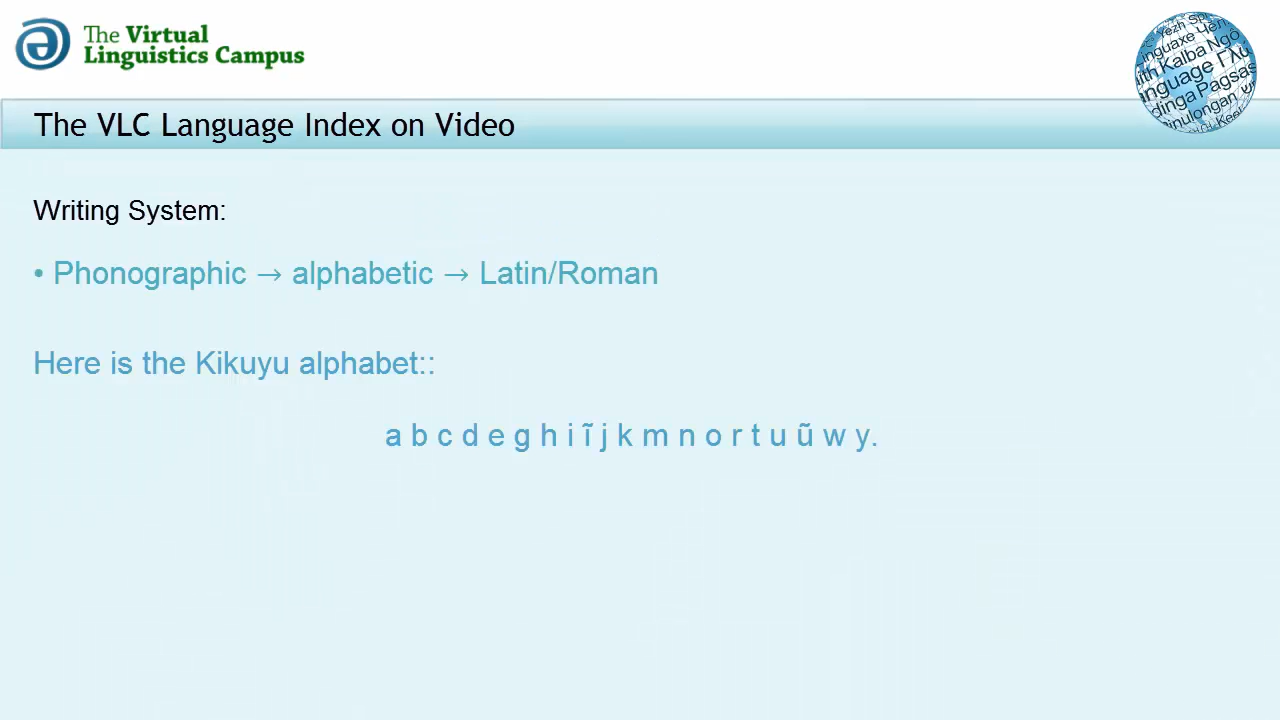 The Virtual
Linguistics Campus
The VLC Language Index on Video
Writing System:
• Phonographic → alphabetic → Latin/Roman
Here is the Kikuyu alphabet::
a b c d e g h i ĩ j k m n o r t u ũ w y.